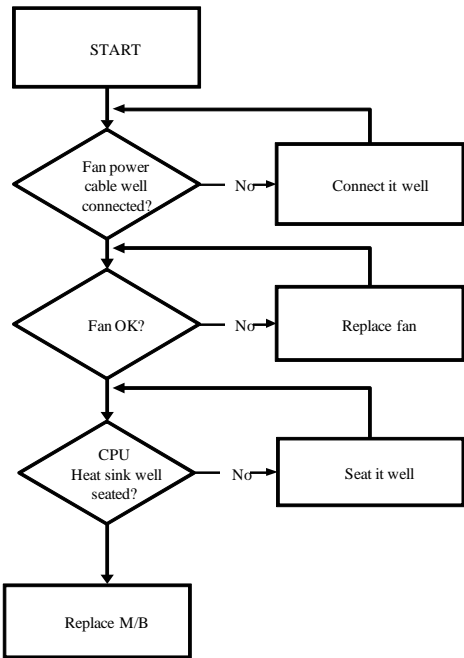 START
Fan power
cable well
connected?
No
Connect it well
Fan OK?
No
Replace fan
CPU
Heat sink well
seated?
No
Seat it well
Replace M/B